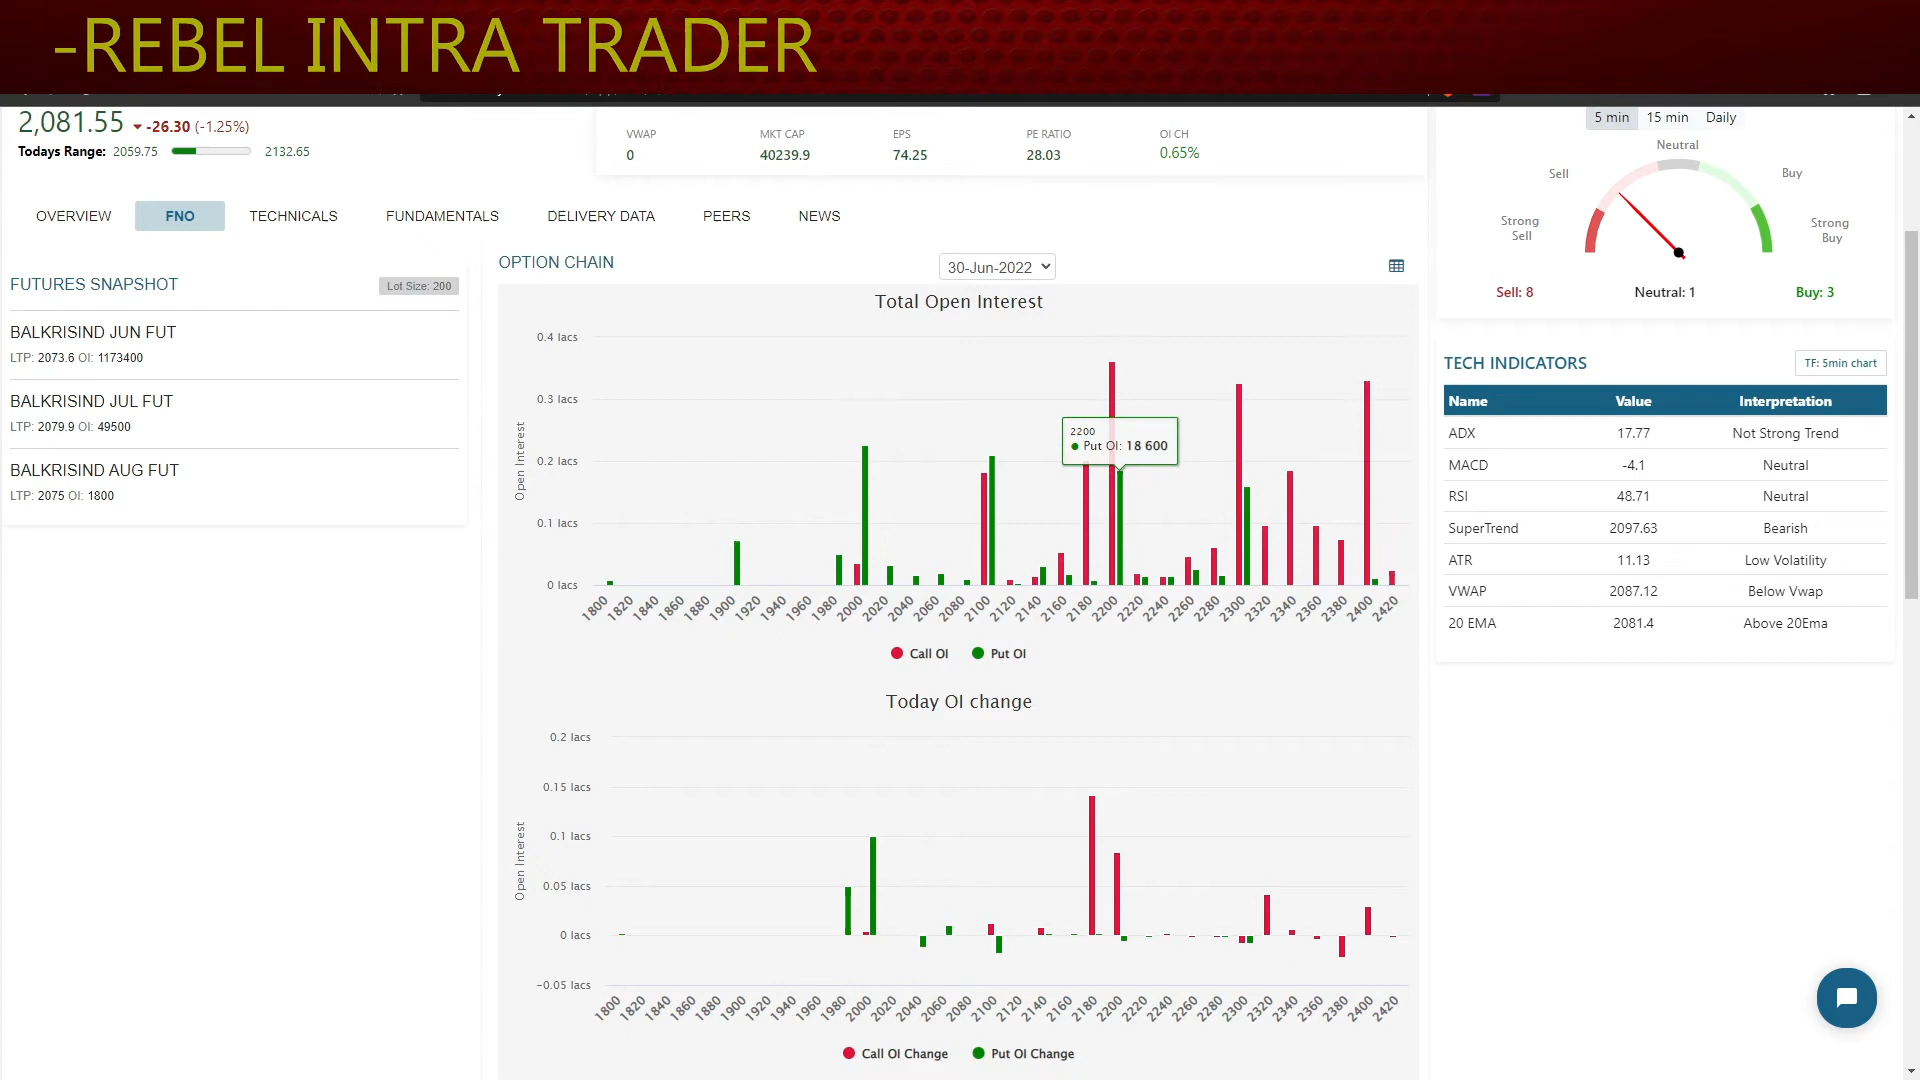 -REBEL INTRA TRADER
2,081.55 -26.30 (-1.25%)
Todays Range: 2059.75 2132.65
VWAP MKT CAP EPS PE RATIO OI CH
0 40239.9 74.25 28.03 0.65%
5 min 15 min Daily
Neutral
Sell Buy
Strong Sell
Strong Buy
Sell: 8 Neutral: 1 Buy: 3
OVERVIEW FNO TECHNICALS FUNDAMENTALS DELIVERY DATA PEERS NEWS
FUTURES SNAPSHOT Lot Size: 200
BALKRISIND JUN FUT
LTP: 2073.6 OI: 1173400
BALKRISIND JUL FUT
LTP: 2079.9 OI: 49500
BALKRISIND AUG FUT
LTP: 2075 OI: 1800
OPTION CHAIN 30-Jun-2022
Total Open Interest
Open Interest
0.4 lacs
0.3 lacs
0.2 lacs
0.1 lacs
0 lacs
2200
Put OI: 18 600
1800 1820 1840 1860 1880 1900 1920 1940 1960 1980 2000 2020 2040 2060 2080 2100 2120 2140 2160 2180 2200 2220 2240 2260 2280 2300 2320 2340 2360 2380 2400 2420
Call OI Put OI
Today OI change
Open Interest
0.2 lacs
0.15 lacs
0.1 lacs
0.05 lacs
0 lacs
-0.05 lacs
1800 1820 1840 1860 1880 1900 1920 1940 1960 1980 2000 2020 2040 2060 2080 2100 2120 2140 2160 2180 2200 2220 2240 2260 2280 2300 2320 2340 2360 2380 2400 2420
Call OI Change Put OI Change
TECH INDICATORS TF: 5min chart
Name Value Interpretation
ADX 17.77 Not Strong Trend
MACD -4.1 Neutral
RSI 48.71 Neutral
SuperTrend 2097.63 Bearish
ATR 11.13 Low Volatility
VWAP 2087.12 Below Vwap
20 EMA 2081.4 Above 20Ema